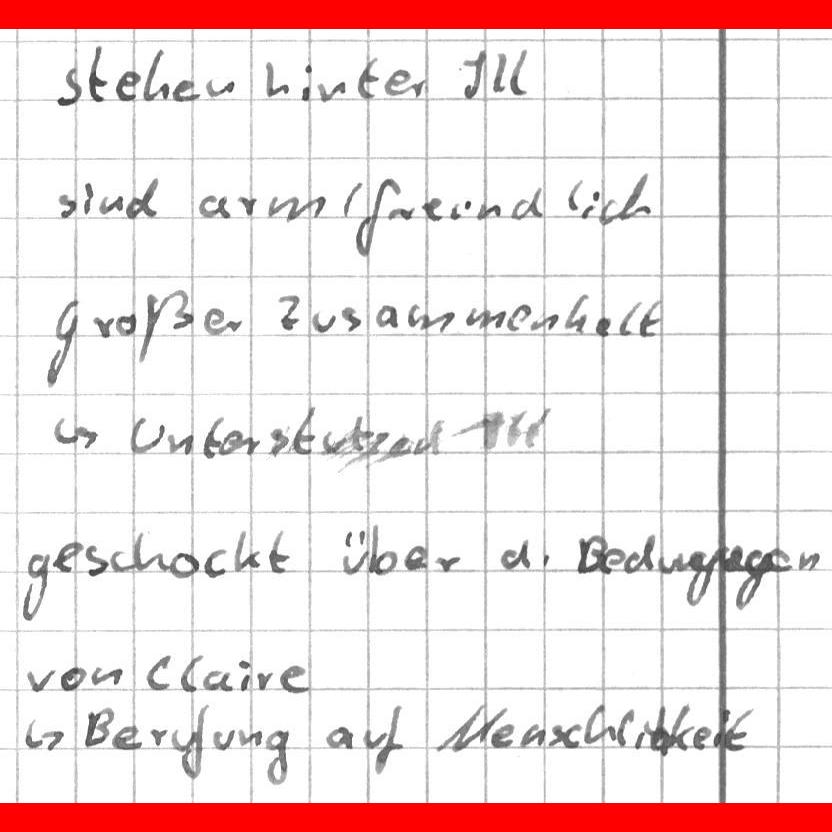 stehen hinter Ill
sind arm/freundlich
großer Zusammenhalt
↳ Unterstützen Ill
geschockt über d. Bedingungen
von Claire
↳ Berufung auf Menschlichkeit